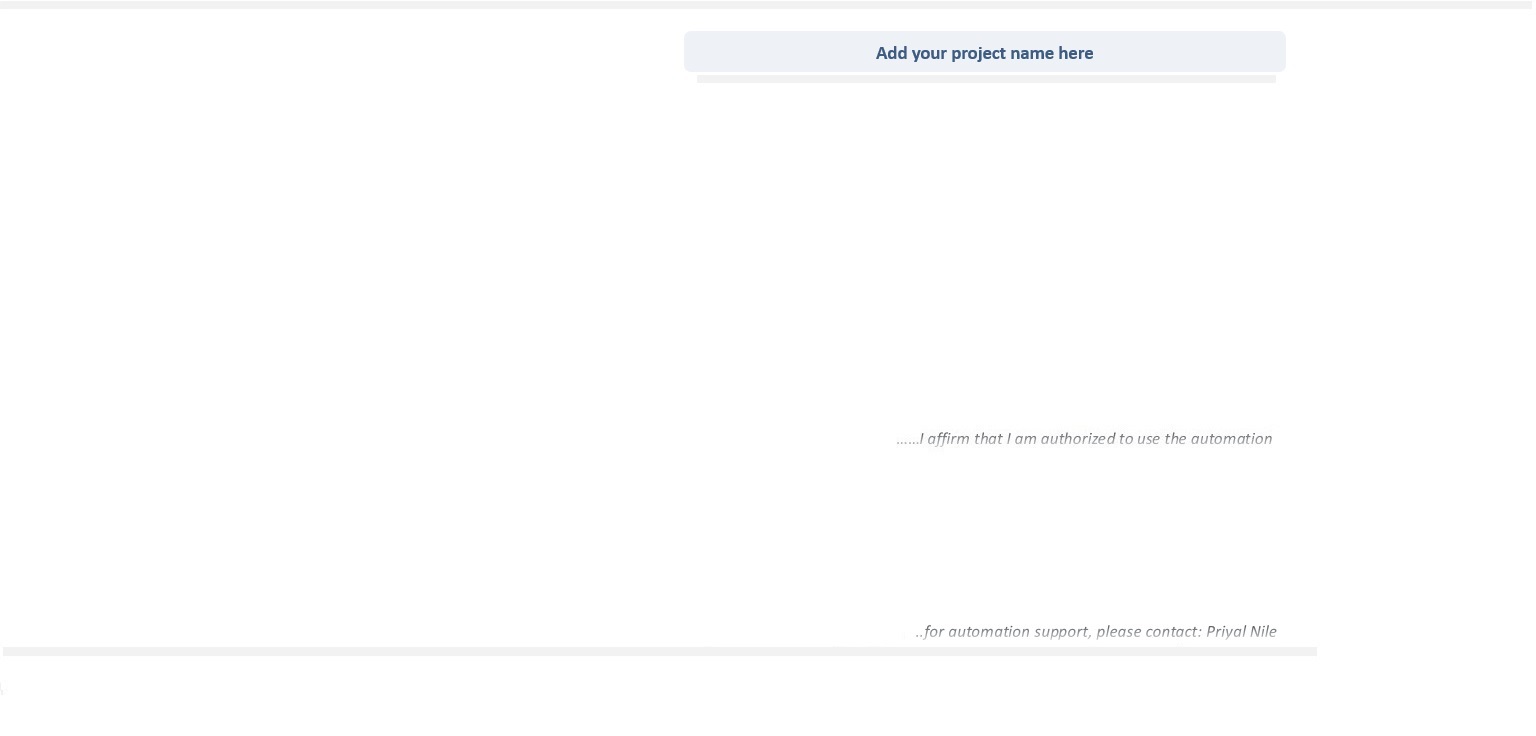 Add your project name here
......I affirm that I am authorized to use the automation
..for automation support, please contact: Priyal Nile